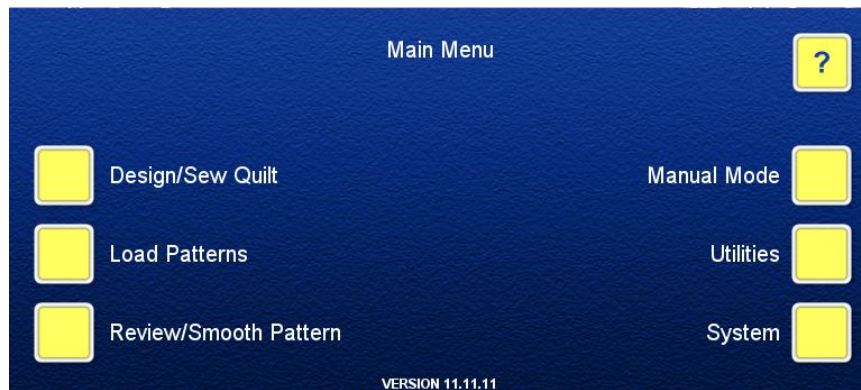 Main Menu
?
Design/Sew Quilt
Manual Mode
Load Patterns
Utilities
Review/Smooth Pattern
System
VERSION 11.11.11